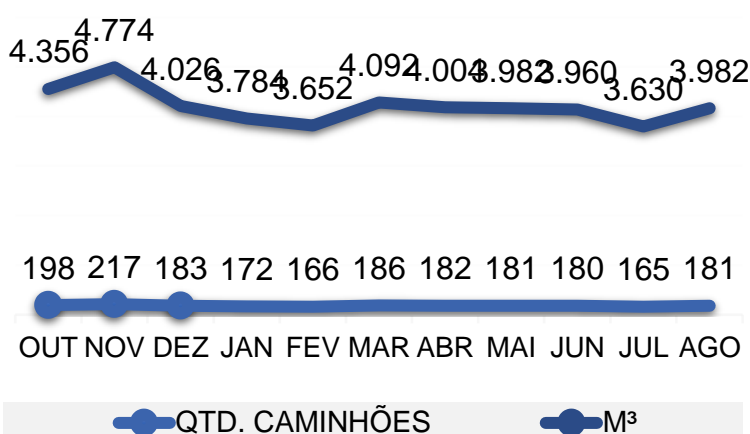 4.356 4.774 4.026 3.784 3.652 4.092 4.004 3.982 3.960 3.630 3.982
198 217 183 172 166 186 182 181 180 165 181
OUT NOV DEZ JAN FEV MAR ABR MAI JUN JUL AGO
QTD. CAMINHÕES M³